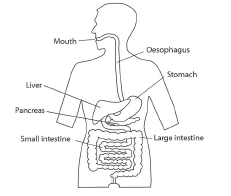 Mouth
Oesophagus
Stomach
Liver
Pancreas
Small intestine
Large intestine